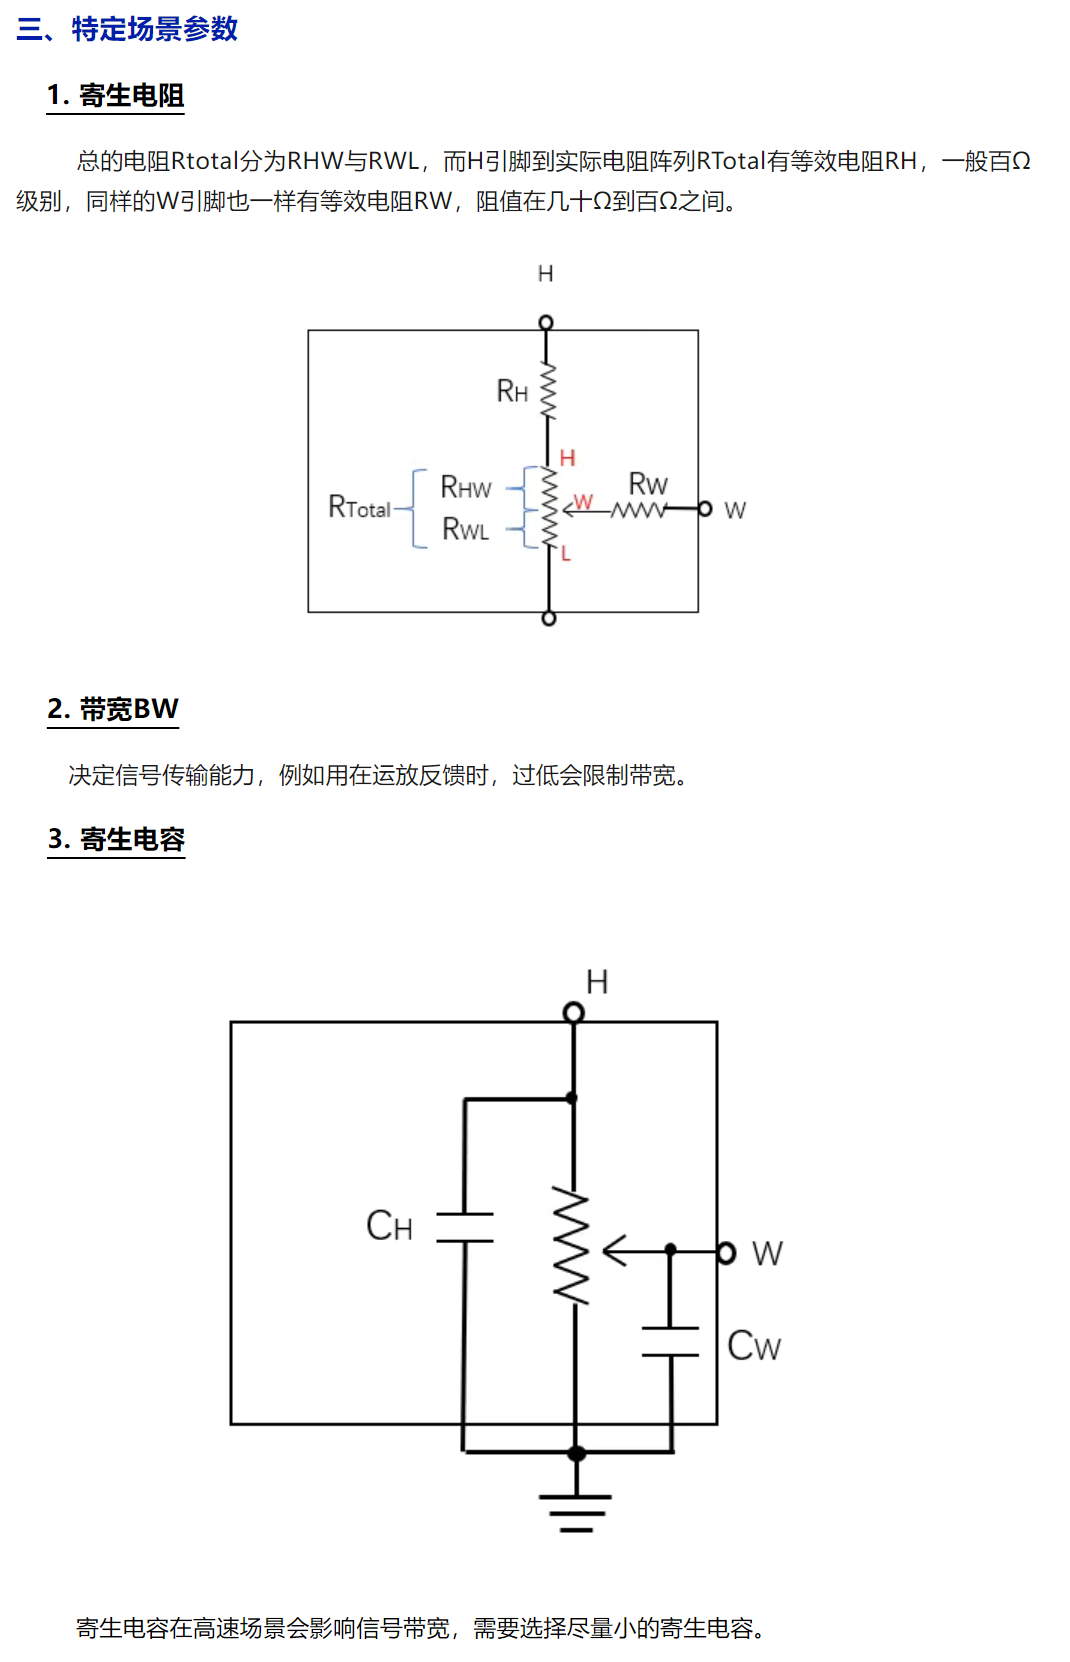 三、特定场景参数
1. 寄生电阻
总的电阻Rtotal分为RHW与RWL，而H引脚到实际电阻阵列RTotal有等效电阻RH，一般百Ω
级别，同样的W引脚也一样有等效电阻RW，阻值在几十Ω到百Ω之间。
H
RH
H
RHW
RW
RTotal
W
W
RWL
L
2. 带宽BW
决定信号传输能力，例如用在运放反馈时，过低会限制带宽。
3. 寄生电容
H
CH
W
CW
寄生电容在高速场景会影响信号带宽，需要选择尽量小的寄生电容。